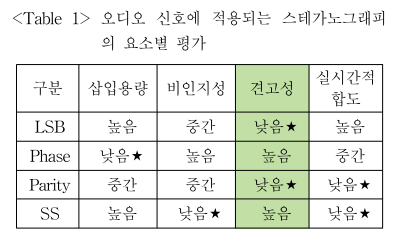 <Table 1> 오디오 신호에 적용되는 스테가노그래피
의 요소별 평가
구분 삽입용량 비인지성 견고성 실시간적
합도
LSB 높음 중간 낮음★ 높음
Phase 낮음★ 높음 높음 중간
Parity 중간 중간 낮음★ 낮음★
SS 높음 낮음★ 높음 낮음★